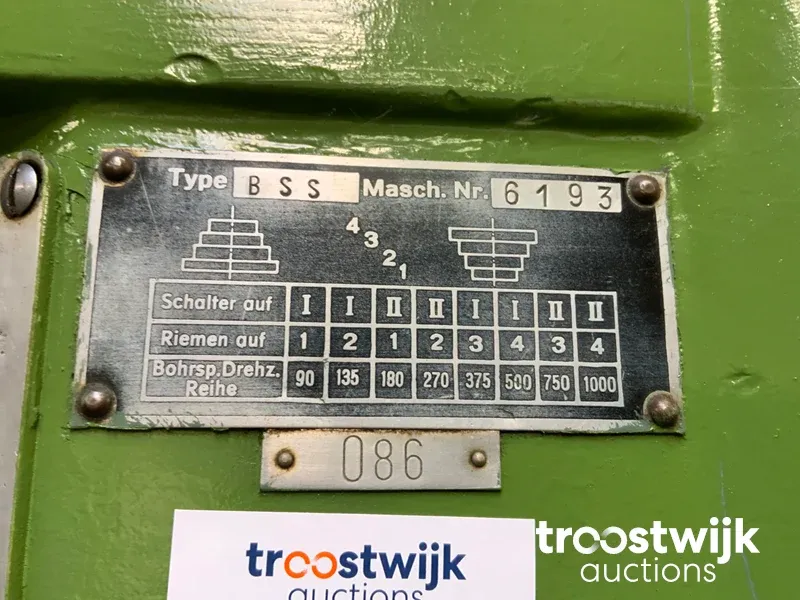 Type BSS Masch. Nr. 6193
4
3
2
1
Schalter auf I I II II I I II II
Riemen auf 1 2 1 2 3 4 3 4
Bohrsp. Drehz. Reihe 90 135 180 270 375 500 750 1000
086
troostwijk
auctions
troostwijk
auctions